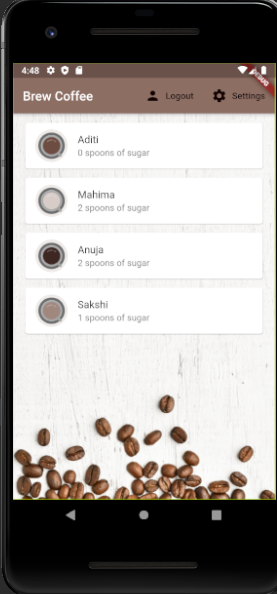 4:48
DEBUG
Brew Coffee
Logout
Settings
Aditi
0 spoons of sugar
Mahima
2 spoons of sugar
Anuja
2 spoons of sugar
Sakshi
1 spoons of sugar